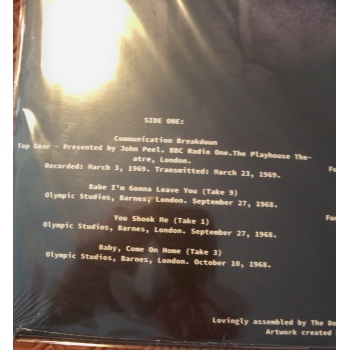 SIDE ONE:
Communication Breakdown
Top Gear - Presented by John Peel. BBC Radio One.The Playhouse The-
atre, London.
Recorded: March 3, 1969. Transmitted: March 23, 1969.
Babe I'm Gonna Leave You (Take 9)
Olympic Studios, Barnes, London. September 27, 1968.
You Shook Me (Take 1)
Olympic Studios, Barnes, London. September 27, 1968.
Baby, Come On Home (Take 3)
Olympic Studios, Barnes, London. October 10, 1968.
Lovingly assembled by The Do
Artwork created